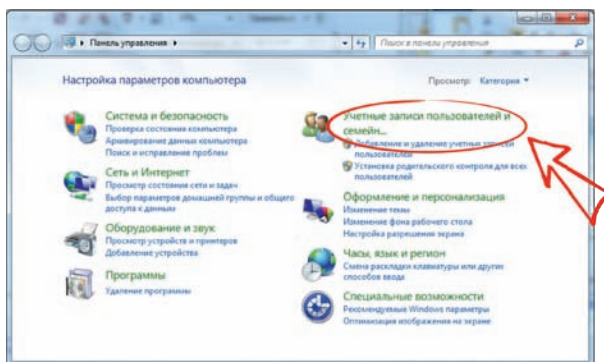 Панель управления
Поиск в панели управления
Настройка параметров компьютера
Просмотр: Категория
Система и безопасность
Проверка состояния компьютера
Архивирование данных компьютера
Поиск и исправление проблем
Сеть и Интернет
Просмотр состояния сети и задач
Выбор параметров домашней группы и общего
доступа к данным
Оборудование и звук
Просмотр устройств и принтеров
Добавление устройства
Программы
Удаление программы
Учетные записи пользователей и
семейн...
Добавление и удаление учетных записей
пользователей
Установка родительского контроля для всех
пользователей
Оформление и персонализация
Изменение темы
Изменение фона рабочего стола
Настройка разрешения экрана
Часы, язык и регион
Смена раскладки клавиатуры или других
способов ввода
Специальные возможности
Рекомендуемые Windows параметры
Оптимизация изображения на экране